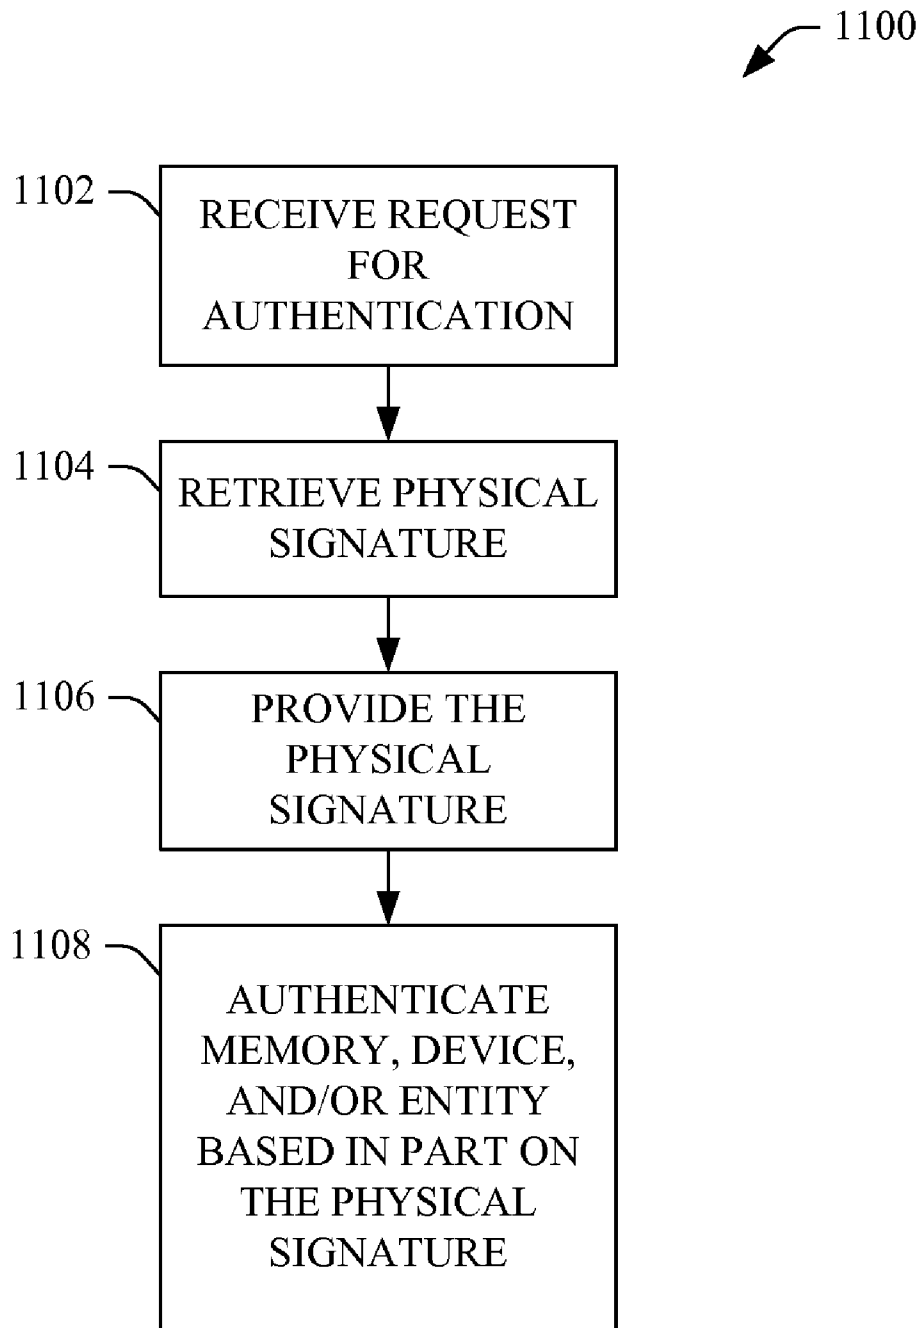 1100
1102
RECEIVE REQUEST
FOR
AUTHENTICATION
1104
RETRIEVE PHYSICAL
SIGNATURE
1106
PROVIDE THE
PHYSICAL
SIGNATURE
1108
AUTHENTICATE
MEMORY, DEVICE,
AND/OR ENTITY
BASED IN PART ON
THE PHYSICAL
SIGNATURE